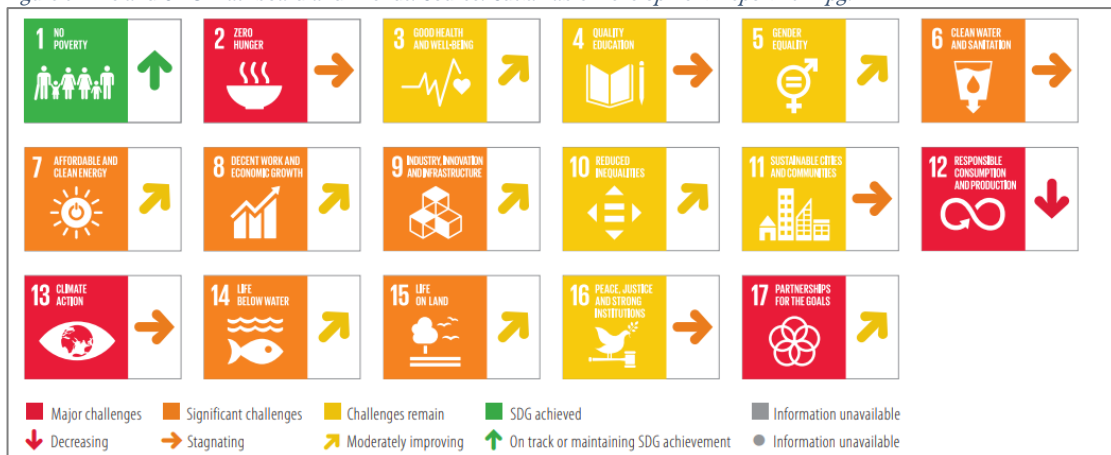 1 NO
POVERTY
2 ZERO
HUNGER
3 GOOD HEALTH
AND WELL-BEING
4 QUALITY
EDUCATION
5 GENDER
EQUALITY
6 CLEAN WATER
AND SANITATION
7 AFFORDABLE AND
CLEAN ENERGY
8 DECENT WORK AND
ECONOMIC GROWTH
9 INDUSTRY, INNOVATION
AND INFRASTRUCTURE
10 REDUCED
INEQUALITIES
11 SUSTAINABLE CITIES
AND COMMUNITIES
12 RESPONSIBLE
CONSUMPTION
AND PRODUCTION
13 CLIMATE
ACTION
14 LIFE
BELOW WATER
15 LIFE
ON LAND
16 PEACE, JUSTICE
AND STRONG
INSTITUTIONS
17 PARTNERSHIPS
FOR THE GOALS
Major challenges Significant challenges Challenges remain SDG achieved Information unavailable
Decreasing Stagnating Moderately improving On track or maintaining SDG achievement Information unavailable